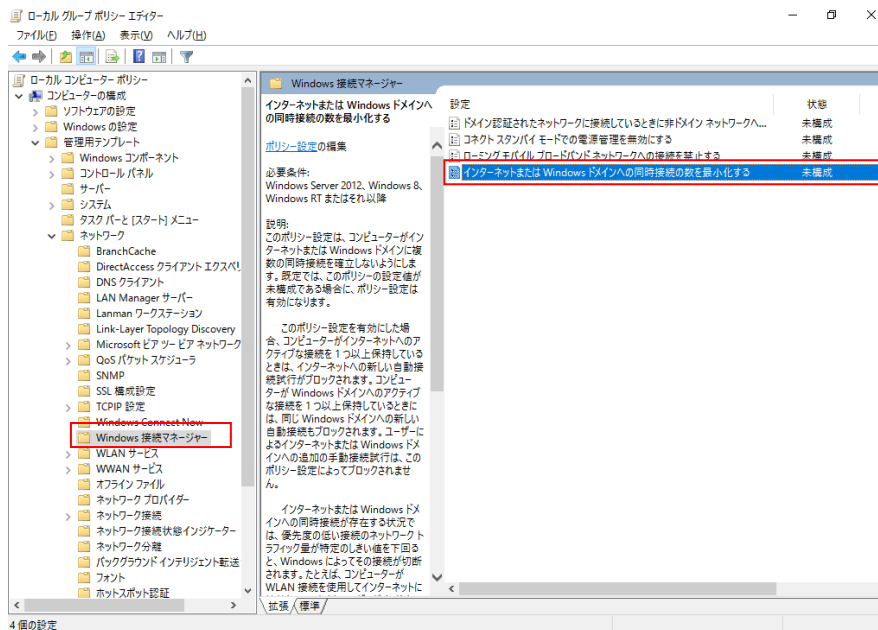 ローカル グループ ポリシー エディター
ファイル(F) 操作(A) 表示(V) ヘルプ(H)
ローカル コンピューター ポリシー
コンピューターの構成
ソフトウェアの設定
Windows の設定
管理用テンプレート
Windows コンポーネント
コントロール パネル
サーバー
システム
タスク バーと [スタート] メニュー
ネットワーク
BranchCache
DirectAccess クライアント エクスペリ
DNS クライアント
LAN Manager サーバー
Lanman ワークステーション
Link-Layer Topology Discovery
Microsoft ピア ツー ピア ネットワーク
QoS パケット スケジューラ
SNMP
SSL 構成設定
TCPIP 設定
Windows Connect Now
Windows 接続マネージャー
WLAN サービス
WWAN サービス
オフライン ファイル
ネットワーク プロバイダー
ネットワーク接続
ネットワーク接続状態インジケーター
ネットワーク分離
バックグラウンド インテリジェント転送
フォント
ホットスポット認証
Windows 接続マネージャー
インターネットまたは Windows ドメインへ
の同時接続の数を最小化する
ポリシー設定の編集
必要条件:
Windows Server 2012、Windows 8、
Windows RT またはそれ以降
説明:
このポリシー設定は、コンピューターがイン
ターネットまたは Windows ドメインに複
数の同時接続を確立しないようにしま
す。既定では、このポリシーの設定値が
未構成である場合に、ポリシー設定は
有効になります。
このポリシー設定を有効にした場
合、コンピューターがインターネットへのア
クティブな接続を 1 つ以上保持している
ときは、インターネットへの新しい自動接
続試行がブロックされます。コンピュー
ターが Windows ドメインへのアクティブ
な接続を 1 つ以上保持しているときに
は、同じ Windows ドメインへの新しい
自動接続もブロックされます。ユーザーに
よるインターネットまたは Windows ドメ
インへの追加の手動接続試行は、この
ポリシー設定によってブロックされませ
ん。
インターネットまたは Windows ドメ
インへの同時接続が存在する状況で
は、優先度の低い接続のネットワークト
ラフィック量が特定のしきい値を下回る
と、Windows によってその接続が切断
されます。たとえば、コンピューターが
WLAN 接続を使用してインターネットに
設定 状態
ドメイン認証されたネットワークに接続しているときに非ドメイン ネットワークへ... 未構成
コネクト スタンバイ モードでの電源管理を無効にする 未構成
ローミング モバイル ブロードバンド ネットワークへの接続を禁止する 未構成
インターネットまたは Windows ドメインへの同時接続の数を最小化する 未構成
拡張 標準
4 個の設定